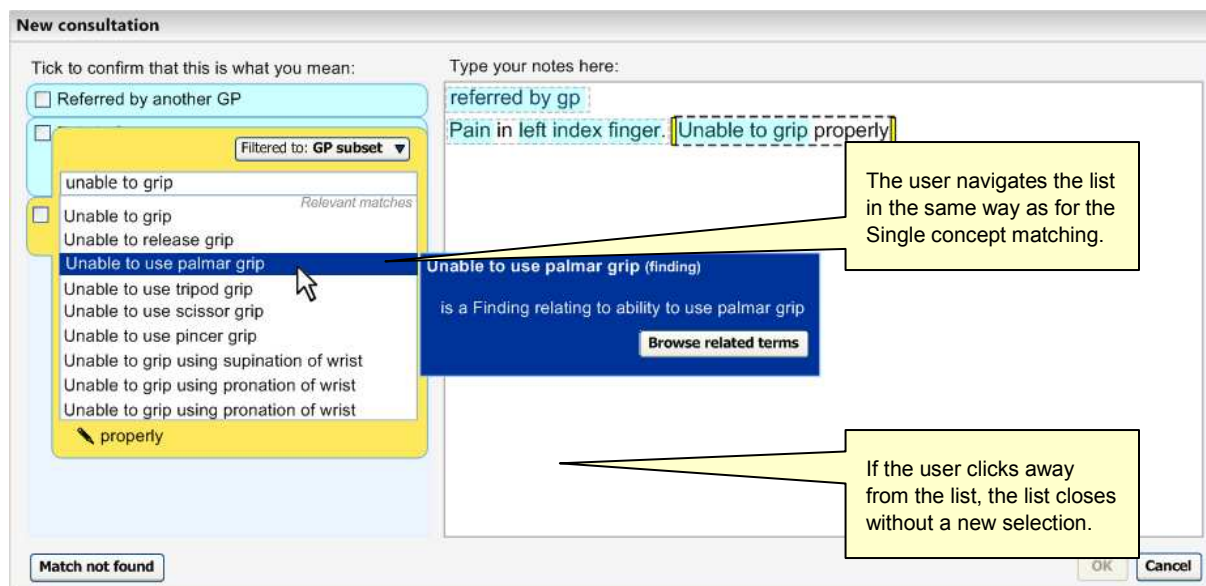 New consultation
Tick to confirm that this is what you mean:
Type your notes here:
Referred by another GP
referred by gp
Pain in left index finger. Unable to grip properly
Filtered to: GP subset
unable to grip
Relevant matches
Unable to grip
Unable to release grip
Unable to use palmar grip
Unable to use tripod grip
Unable to use scissor grip
Unable to use pincer grip
Unable to grip using supination of wrist
Unable to grip using pronation of wrist
Unable to grip using pronation of wrist
properly
Unable to use palmar grip (finding)
is a Finding relating to ability to use palmar grip
Browse related terms
The user navigates the list
in the same way as for the
Single concept matching.
If the user clicks away
from the list, the list closes
without a new selection.
Match not found
OK
Cancel